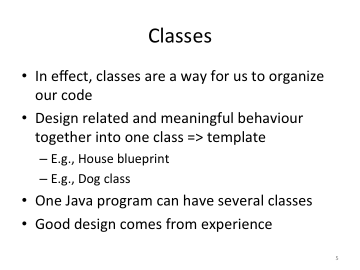 Classes
• In effect, classes are a way for us to organize
our code
• Design related and meaningful behaviour
together into one class => template
– E.g., House blueprint
– E.g., Dog class
• One Java program can have several classes
• Good design comes from experience